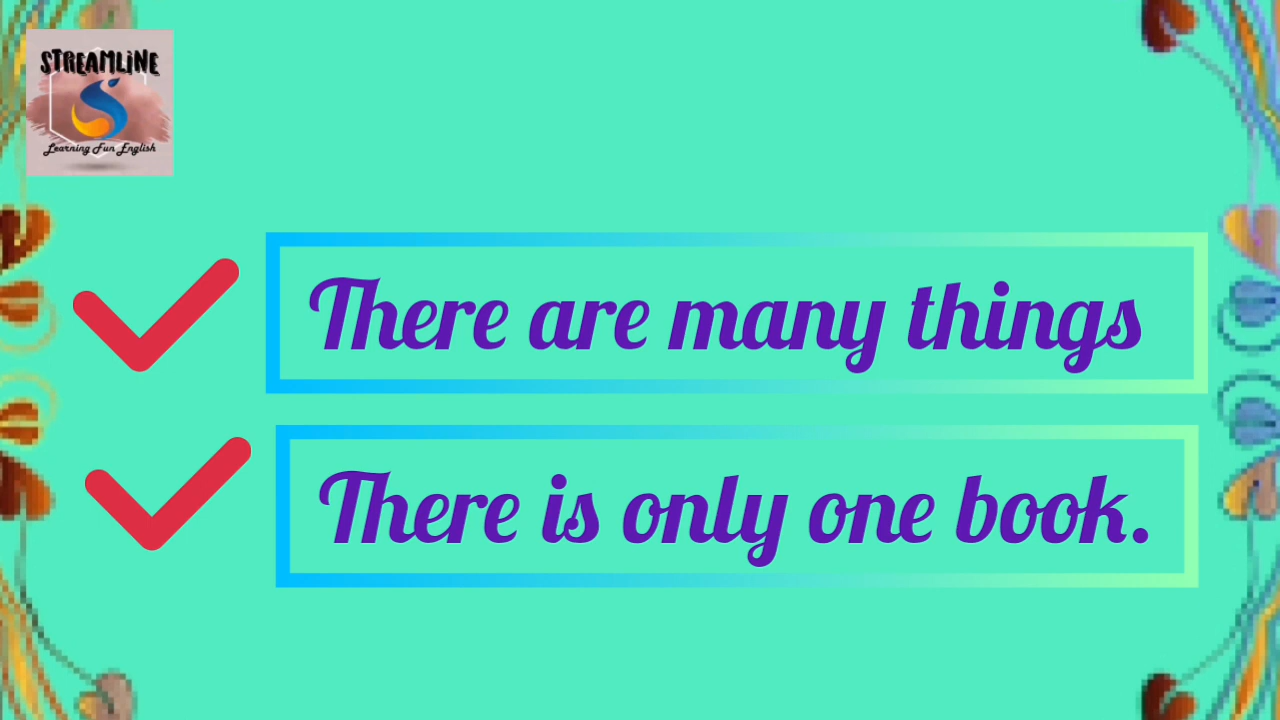 STREAMLINE
Learning Fun English
There are many things
There is only one book.